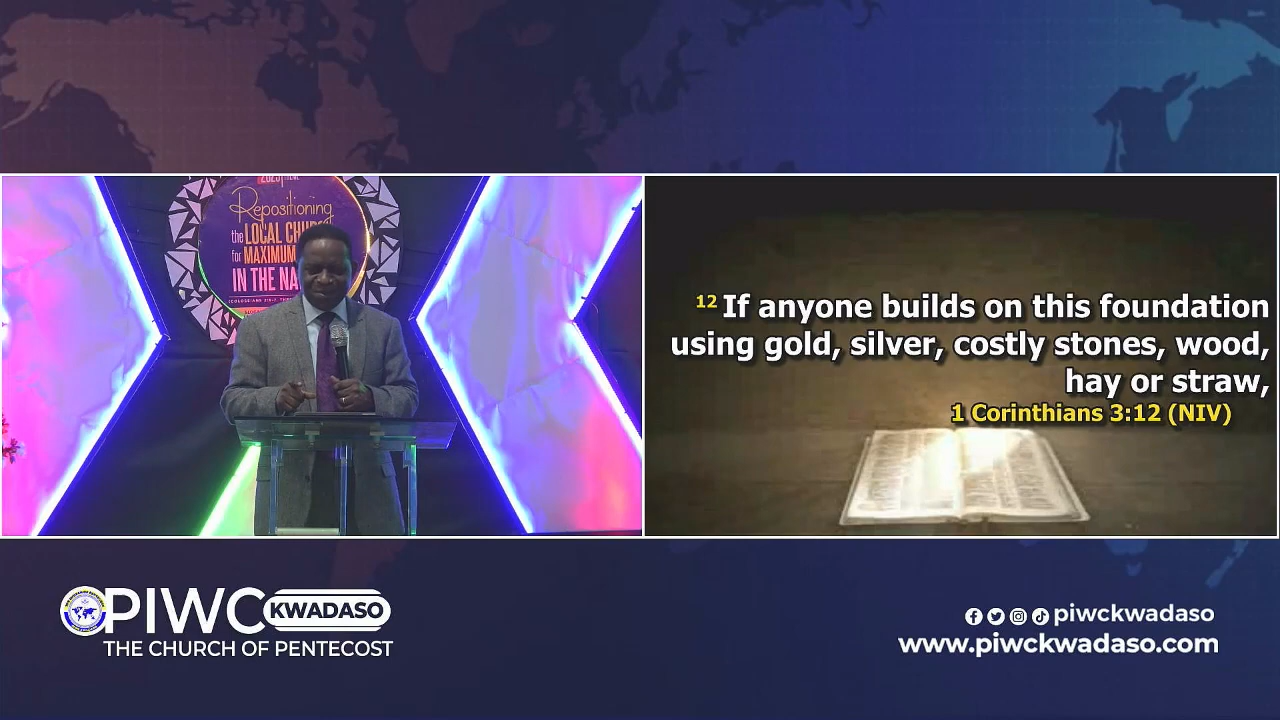 Repositioning
the LOCAL
for MAXIMUM
IN THE
12 If anyone builds on this foundation
using gold, silver, costly stones, wood,
hay or straw,
1 Corinthians 3:12 (NIV)
PIWC KWADASO
THE CHURCH OF PENTECOST
piwckwadaso
www.piwckwadaso.com